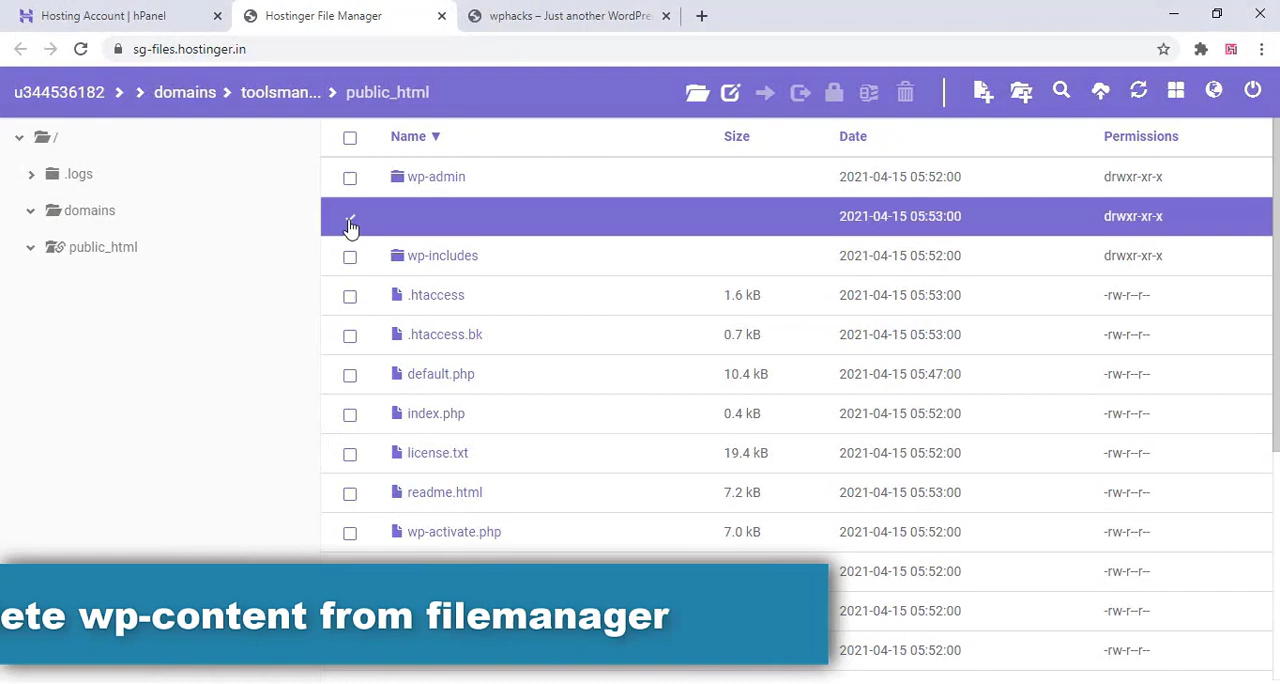 Hosting Account | hPanel
Hostinger File Manager
wphacks – Just another WordPre
sg-files.hostinger.in
u344536182 domains toolsman... public_html
/
.logs
domains
public_html
Name Size Date Permissions
wp-admin 2021-04-15 05:52:00 drwxr-xr-x
2021-04-15 05:53:00 drwxr-xr-x
wp-includes 2021-04-15 05:52:00 drwxr-xr-x
.htaccess 1.6 kB 2021-04-15 05:53:00 -rw-r--r--
.htaccess.bk 0.7 kB 2021-04-15 05:53:00 -rw-r--r--
default.php 10.4 kB 2021-04-15 05:47:00 -rw-r--r--
index.php 0.4 kB 2021-04-15 05:52:00 -rw-r--r--
license.txt 19.4 kB 2021-04-15 05:52:00 -rw-r--r--
readme.html 7.2 kB 2021-04-15 05:53:00 -rw-r--r--
wp-activate.php 7.0 kB 2021-04-15 05:52:00 -rw-r--r--
2021-04-15 05:52:00 -rw-r--r--
2021-04-15 05:52:00 -rw-r--r--
2021-04-15 05:52:00 -rw-r--r--
ete wp-content from filemanager